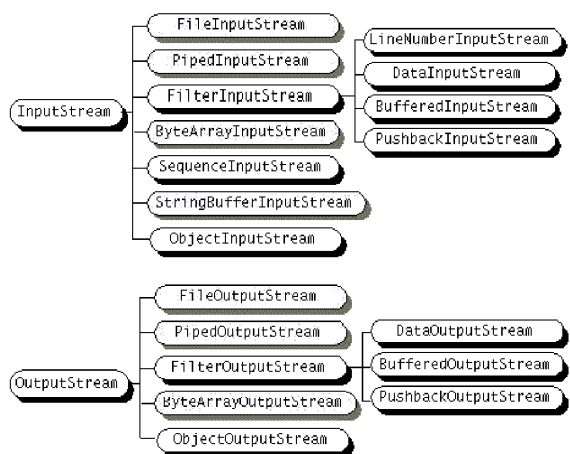 FileInputStream
LineNumberInputStream
PipedInputStream
DataInputStream
FilterInputStream
InputStream
BufferedInputStream
ByteArrayInputStream
PushbackInputStream
SequenceInputStream
StringBufferInputStream
ObjectInputStream
FileOutputStream
PipedOutputStream
DataOutputStream
FilterOutputStream
BufferedOutputStream
OutputStream
ByteArrayOutputStream
PushbackOutputStream
ObjectOutputStream